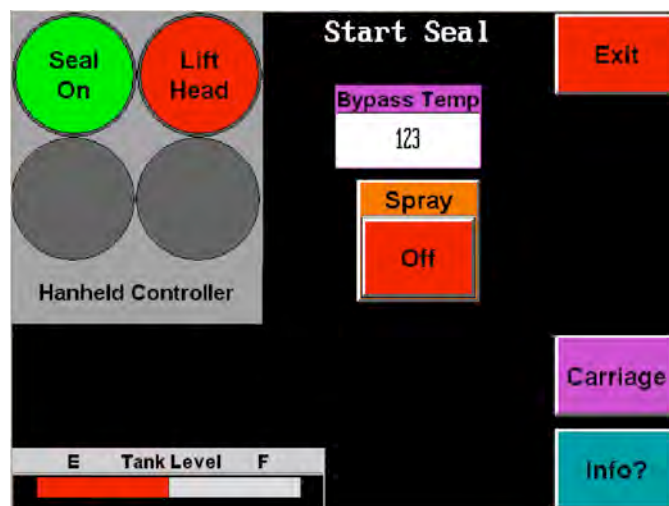 Start Seal
Seal
On
Lift
Head
Exit
Bypass Temp
123
Spray
Off
Hanheld Controller
Carriage
E Tank Level F
Info?